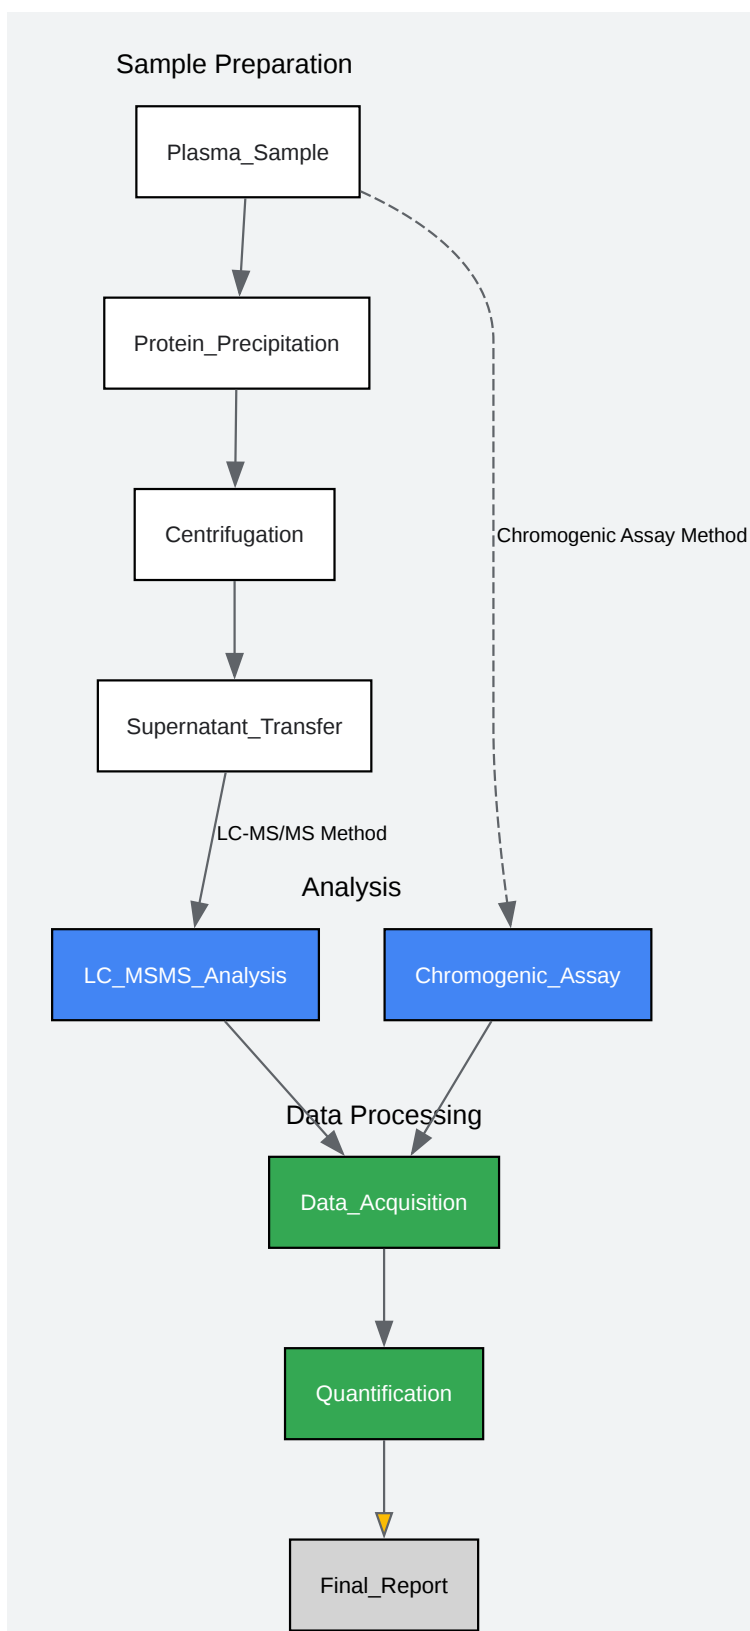 Sample Preparation
Plasma_Sample
Protein_Precipitation
Centrifugation
Chromogenic Assay Method
Supernatant_Transfer
LC-MS/MS Method
Analysis
LC_MSMS_Analysis
Chromogenic_Assay
Data Processing
Data_Acquisition
Quantification
Final_Report